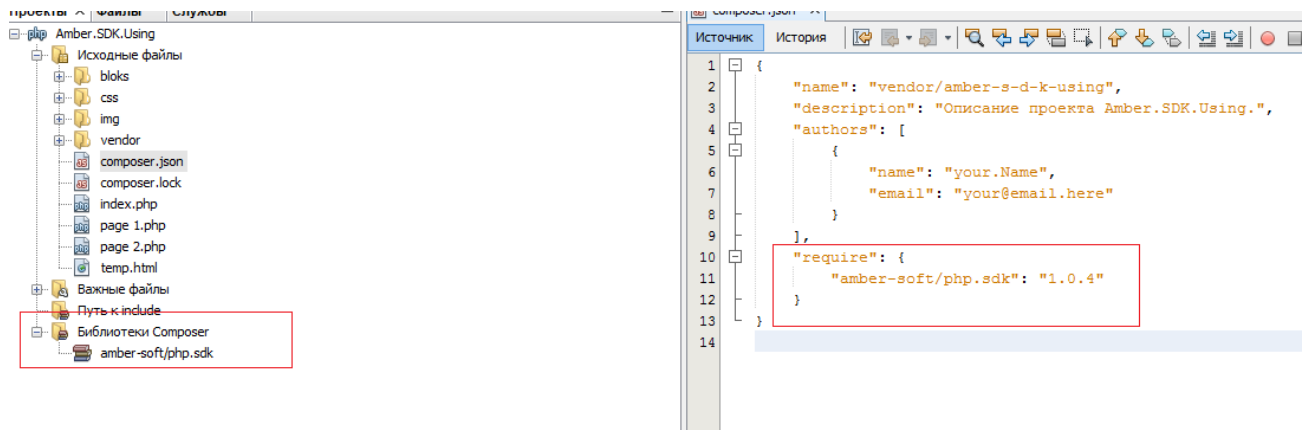 Проекты × Файлы Службы
Amber.SDK.Using
Исходные файлы
bloks
css
img
vendor
composer.json
composer.lock
index.php
page 1.php
page 2.php
temp.html
Важные файлы
Путь к include
Библиотеки Composer
amber-soft/php.sdk
composer.json ×
Источник История
1 {
2 "name": "vendor/amber-s-d-k-using",
3 "description": "Описание проекта Amber.SDK.Using.",
4 "authors": [
5 {
6 "name": "your.Name",
7 "email": "your@email.here"
8 }
9 ],
10 "require": {
11 "amber-soft/php.sdk": "1.0.4"
12 }
13 }
14